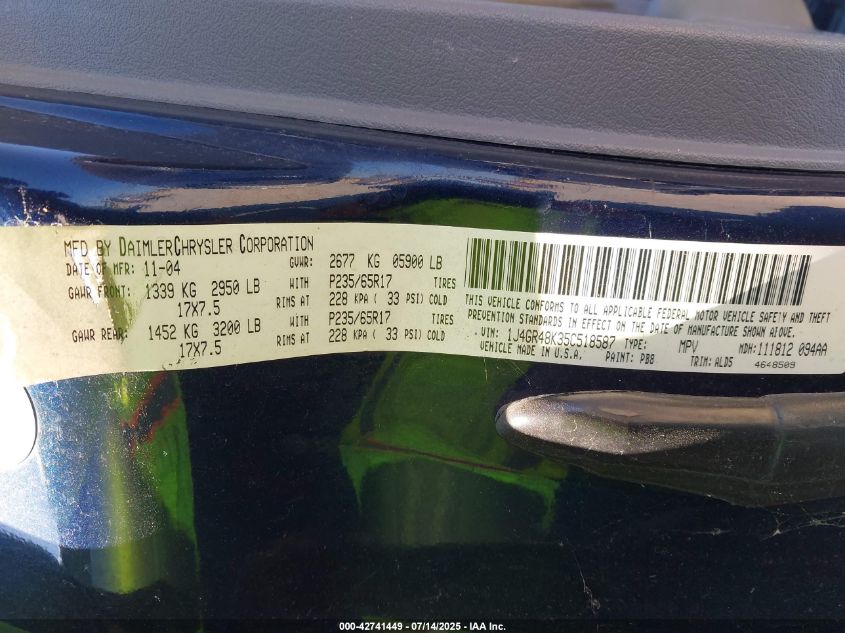 MFD BY DAIMLERCHRYSLER CORPORATION
DATE OF MFR: 11-04 GVWR: 2677 KG 05900 LB
GAWR FRONT: 1339 KG 2950 LB WITH P235/65R17 TIRES
17X7.5 RIMS AT 228 KPA ( 33 PSI) COLD
GAWR REAR: 1452 KG 3200 LB WITH P235/65R17 TIRES
17X7.5 RIMS AT 228 KPA ( 33 PSI) COLD
THIS VEHICLE CONFORMS TO ALL APPLICABLE FEDERAL MOTOR VEHICLE SAFETY AND THEFT
PREVENTION STANDARDS IN EFFECT ON THE DATE OF MANUFACTURE SHOWN ABOVE.
VIN: 1J4GR48K35C518587 TYPE: MPV MDH:111812 094AA
VEHICLE MADE IN U.S.A. PAINT: PB8 TRIM: ALD5 4648509
000-42741449 - 07/14/2025 - IAA Inc.